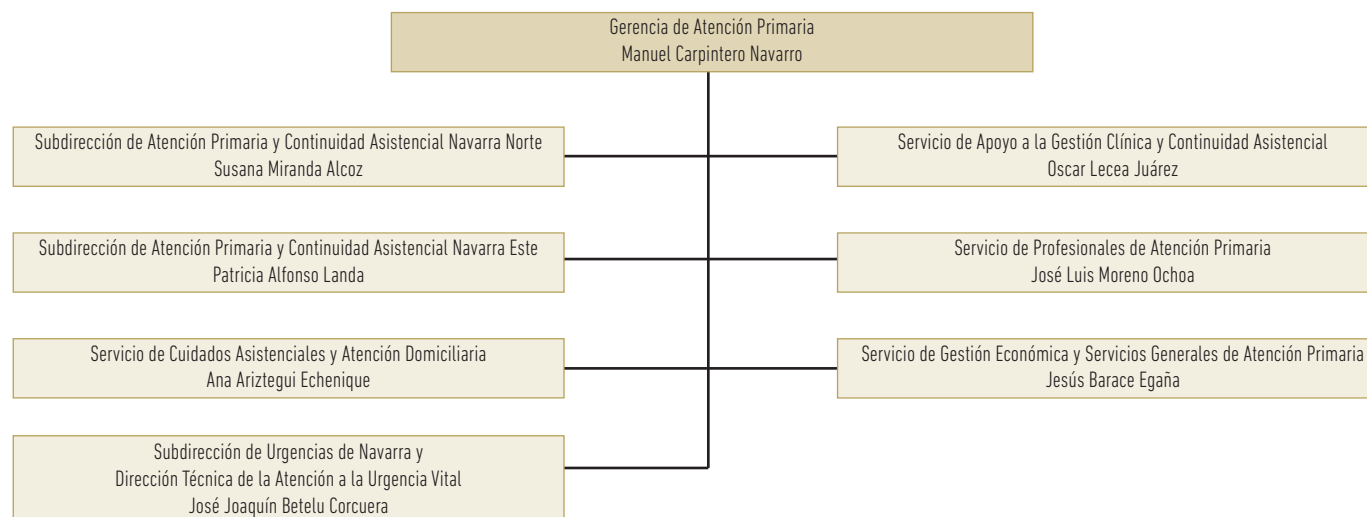 Gerencia de Atención Primaria
Manuel Carpintero Navarro
Subdirección de Atención Primaria y Continuidad Asistencial Navarra Norte
Susana Miranda Alcoz
Servicio de Apoyo a la Gestión Clínica y Continuidad Asistencial
Oscar Lecea Juárez
Subdirección de Atención Primaria y Continuidad Asistencial Navarra Este
Patricia Alfonso Landa
Servicio de Profesionales de Atención Primaria
José Luis Moreno Ochoa
Servicio de Cuidados Asistenciales y Atención Domiciliaria
Ana Ariztegui Echenique
Servicio de Gestión Económica y Servicios Generales de Atención Primaria
Jesús Barace Egaña
Subdirección de Urgencias de Navarra y
Dirección Técnica de la Atención a la Urgencia Vital
José Joaquín Betelu Corcuera